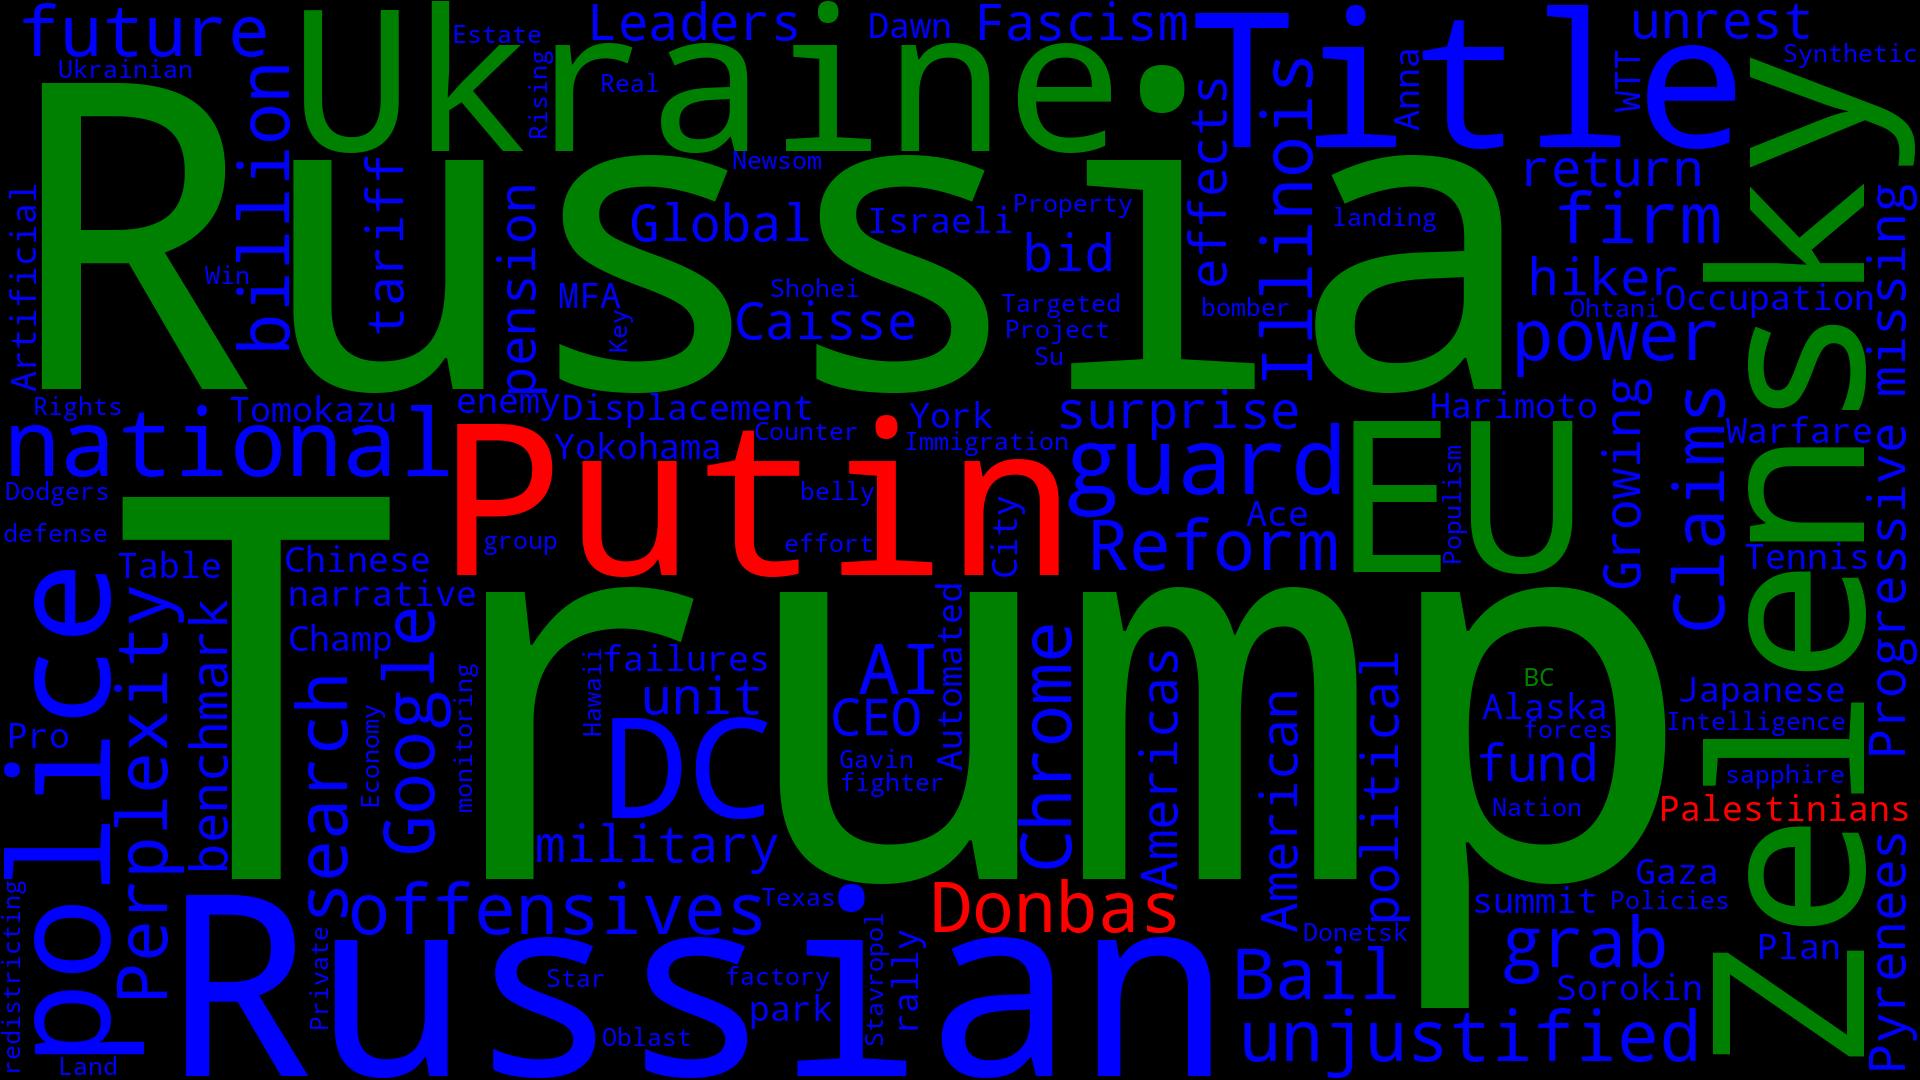 future
Ukrainian
Ukraine
Estate
Rising
Leaders
Real
Dawn
Fascism
Title
Anna
WTT
unrest
Synthetic
Russia
billion
tariff
Artificial
Win
pension
Newsom
Global
Israeli
Property
bid
effects
Illinois
landing
return
firm
hiker
Ohtani
Occupation
Zelensky
missing
MFA
Key
Shohei
Caisse
Targeted
Project
Su
bomber
power
Rights
Tomokazu
national
enemy
Displacement
Yokohama
Counter
York
Immigration
surprise
Harimoto
Growing
Claims
Warfare
Progressive
Dodgers
defense
Putin
group
belly
effort
City
guard
Reform
Ace
EU
Populism
Tennis
Trump
police
Table
Perplexity
benchmark
Chinese
narrative
Champ
search
Google
Economy
monitoring
Hawaii
failures
unit
DC
military
AI
CEO
Gavin
fighter
Automated
Chrome
Americas
American
political
BC
Alaska
forces
fund
Nation
Japanese
Intelligence
sapphire
Palestinians
Pro
redistricting
Land
Russian
Private
offensives
Texas
Star
Oblast
factory
park
Stavropol
rally
Donbas
Bail
Donetsk
unjustified
summit
Gaza
Policies
grab
Sorokin
Plan
Pyrenees